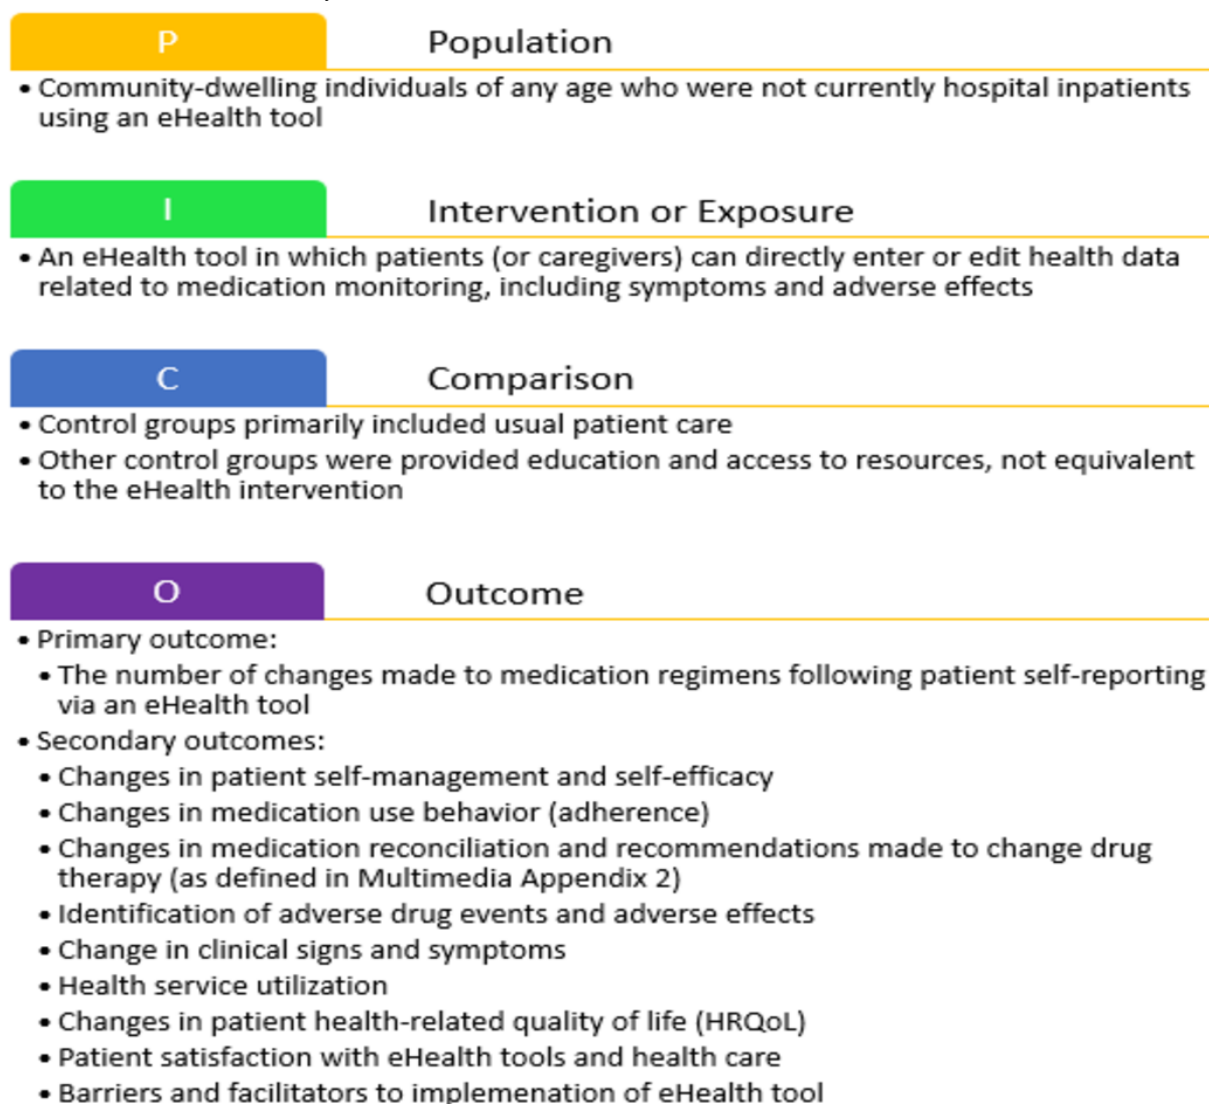 P Population
• Community-dwelling individuals of any age who were not currently hospital inpatients
using an eHealth tool
I Intervention or Exposure
• An eHealth tool in which patients (or caregivers) can directly enter or edit health data
related to medication monitoring, including symptoms and adverse effects
C Comparison
• Control groups primarily included usual patient care
• Other control groups were provided education and access to resources, not equivalent
to the eHealth intervention
O Outcome
• Primary outcome:
• The number of changes made to medication regimens following patient self-reporting
via an eHealth tool
• Secondary outcomes:
• Changes in patient self-management and self-efficacy
• Changes in medication use behavior (adherence)
• Changes in medication reconciliation and recommendations made to change drug
therapy (as defined in Multimedia Appendix 2)
• Identification of adverse drug events and adverse effects
• Change in clinical signs and symptoms
• Health service utilization
• Changes in patient health-related quality of life (HRQoL)
• Patient satisfaction with eHealth tools and health care
• Barriers and facilitators to implemenation of eHealth tool